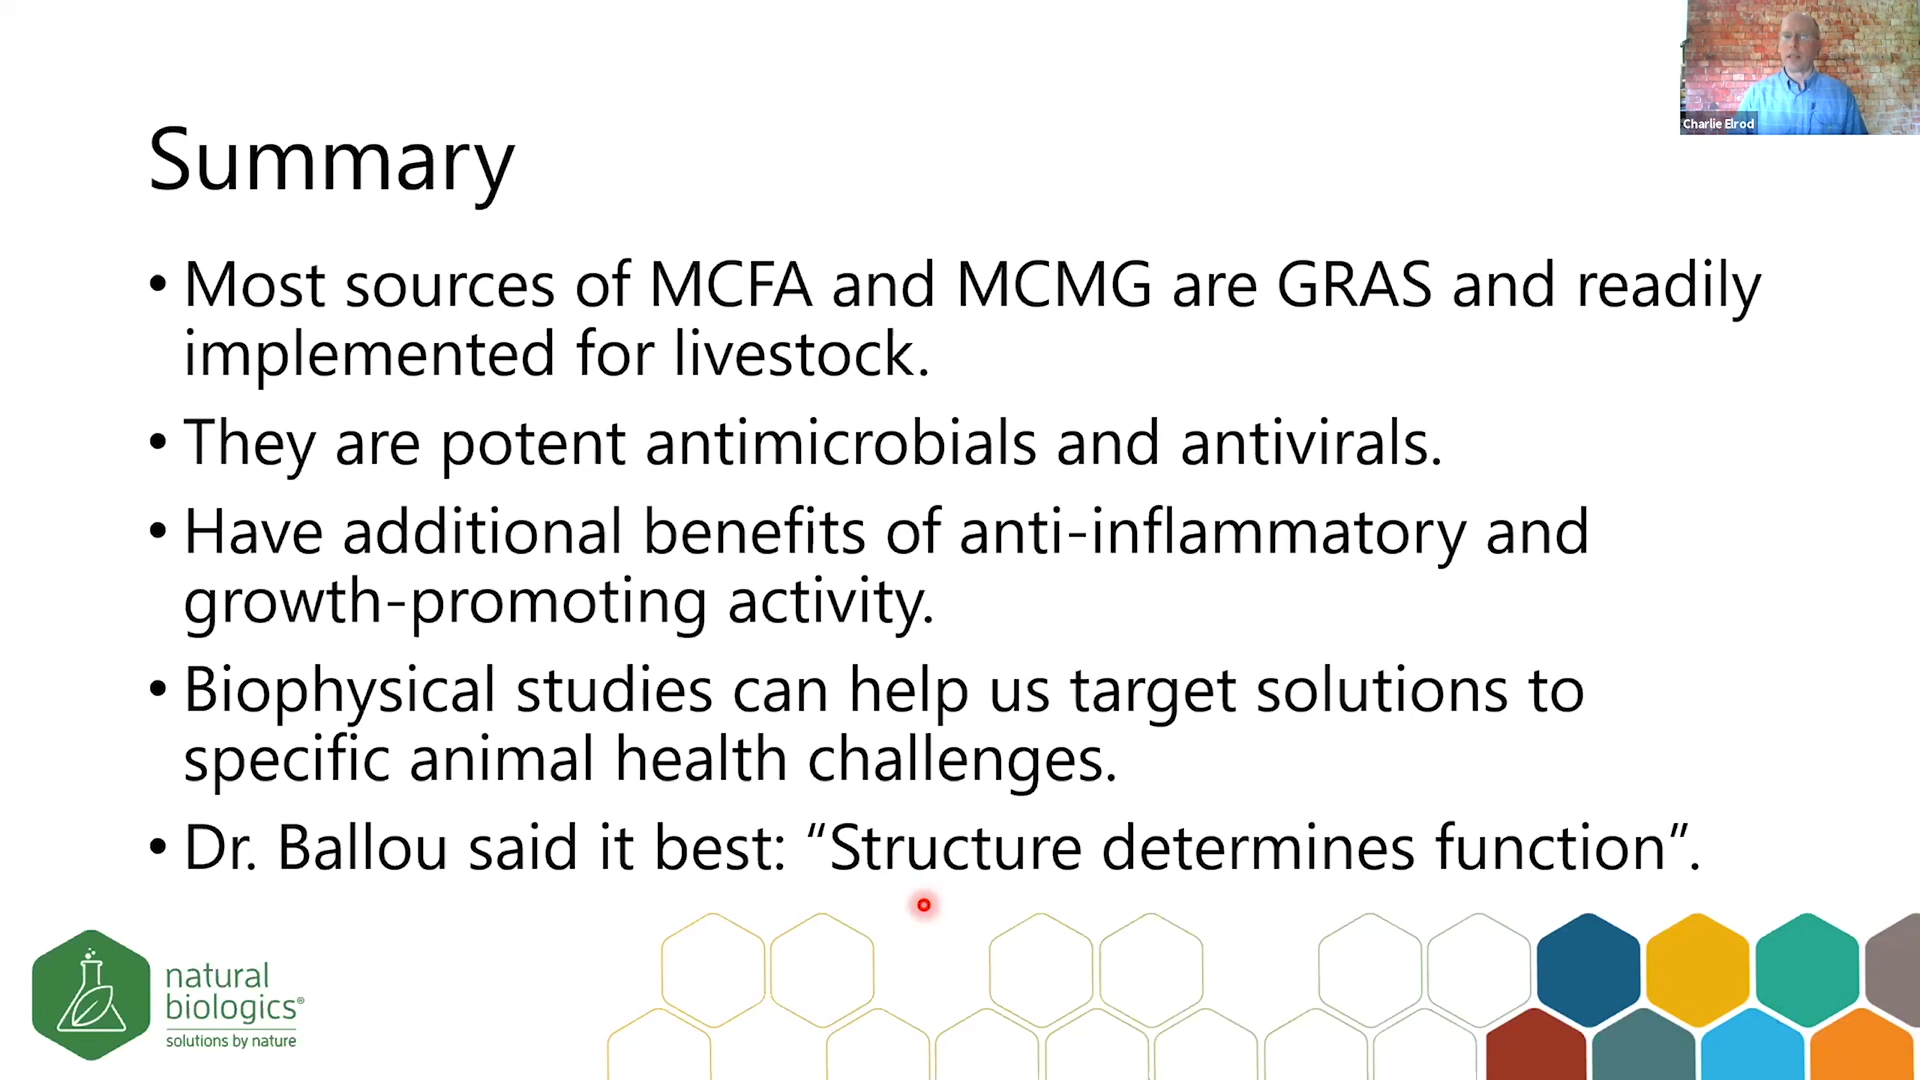 Charlie Elrod
Summary
• Most sources of MCFA and MCMG are GRAS and readily
implemented for livestock.
• They are potent antimicrobials and antivirals.
• Have additional benefits of anti-inflammatory and
growth-promoting activity.
• Biophysical studies can help us target solutions to
specific animal health challenges.
• Dr. Ballou said it best: “Structure determines function”.
natural
biologics®
solutions by nature